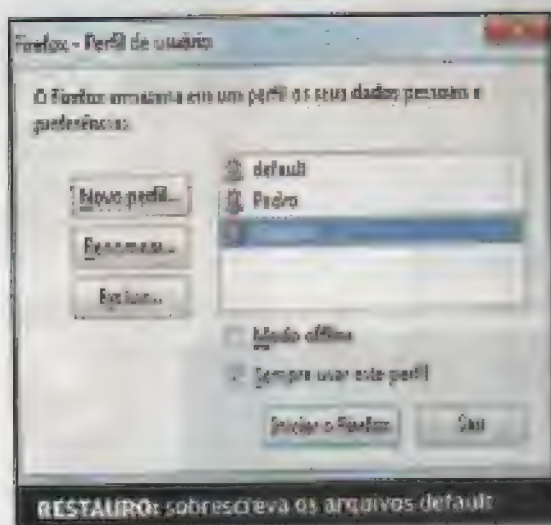 Firefox - Perfil de usuário
O Firefox armazena em um perfil os seus dados pessoais e
preferências.
default
Novo perfil...
Pedro
Renomear...
Excluir...
Modo offline
Sempre usar este perfil
Iniciar o Firefox
Sair
RESTAURO: sobrescreva os arquivos default